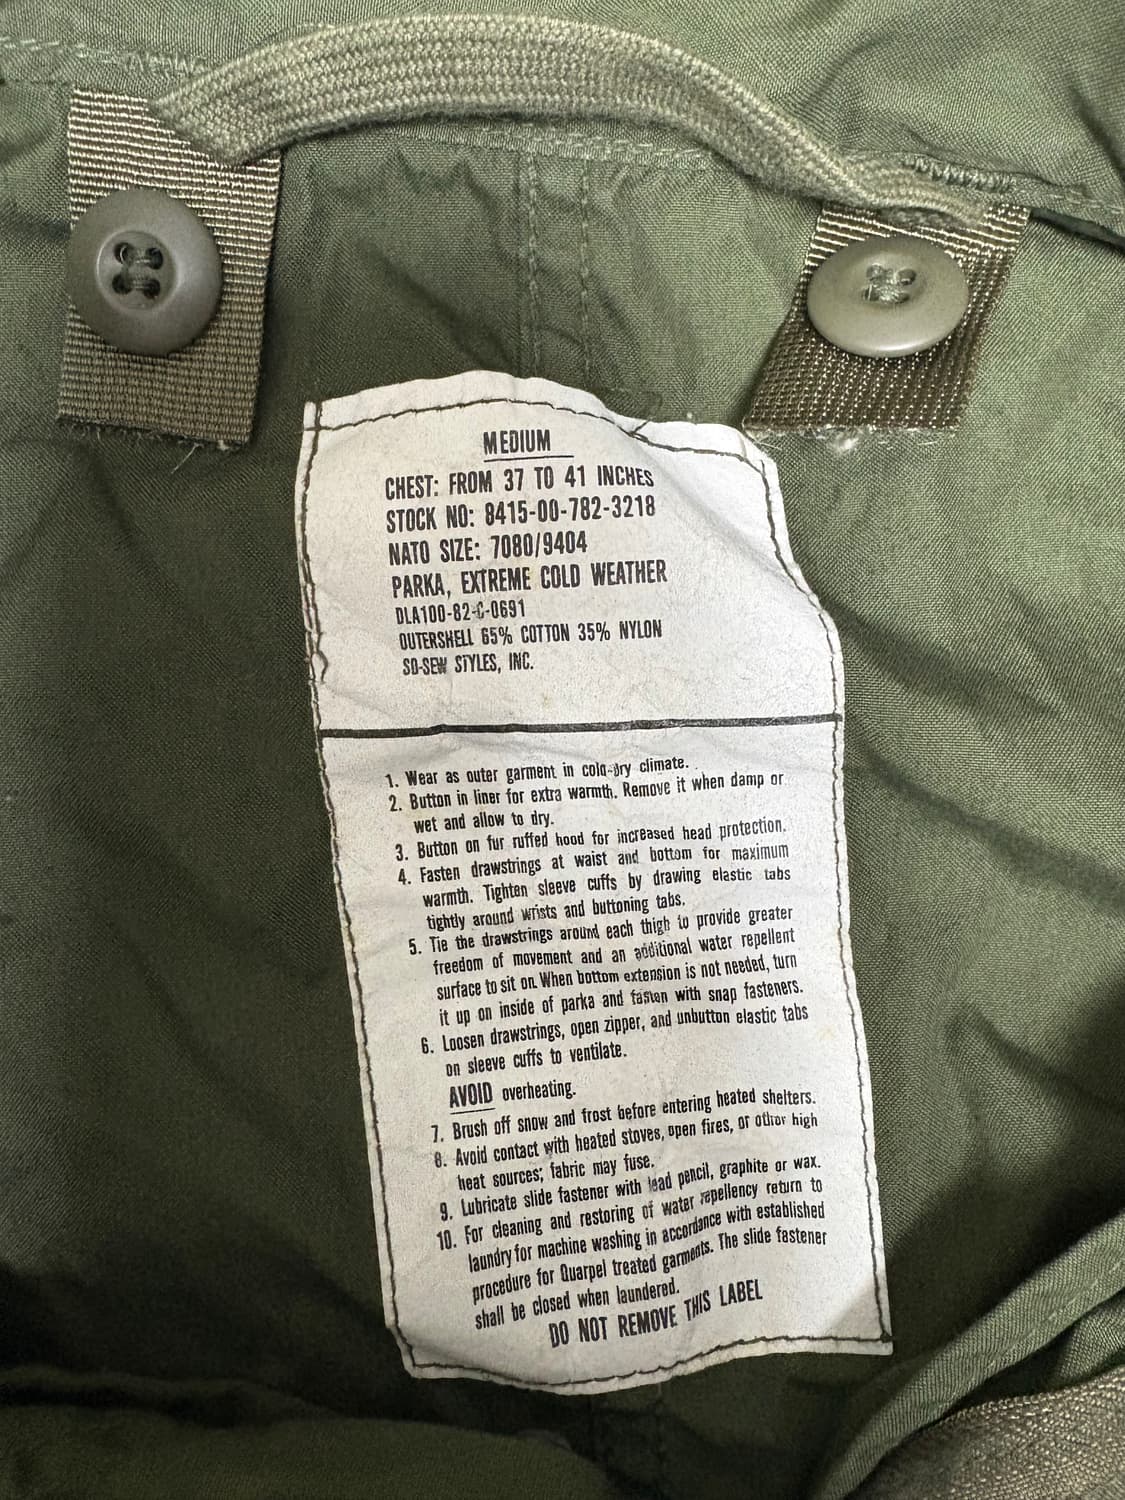 MEDIUM
CHEST: FROM 37 TO 41 INCHES
STOCK NO: 8415-00-782-3218
NATO SIZE: 7080/9404
PARKA, EXTREME COLD WEATHER
DLA100-82-C-0691
OUTERSHELL 65% COTTON 35% NYLON
SO-SEW STYLES, INC.
1. Wear as outer garment in cold-dry climate.
2. Button in liner for extra warmth. Remove it when damp or
wet and allow to dry.
3. Button on fur ruffed hood for increased head protection.
4. Fasten drawstrings at waist and bottom for maximum
warmth. Tighten sleeve cuffs by drawing elastic tabs
tightly around wrists and buttoning tabs.
5. Tie the drawstrings around each thigh to provide greater
freedom of movement and an additional water repellent
surface to sit on. When bottom extension is not needed, turn
it up on inside of parka and fasten with snap fasteners.
6. Loosen drawstrings, open zipper, and unbutton elastic tabs
on sleeve cuffs to ventilate.
AVOID overheating.
7. Brush off snow and frost before entering heated shelters.
8. Avoid contact with heated stoves, open fires, or other high
heat sources; fabric may fuse.
9. Lubricate slide fastener with lead pencil, graphite or wax.
10. For cleaning and restoring of water repellency return to
laundry for machine washing in accordance with established
procedure for Quarpel treated garments. The slide fastener
shall be closed when laundered.
DO NOT REMOVE THIS LABEL